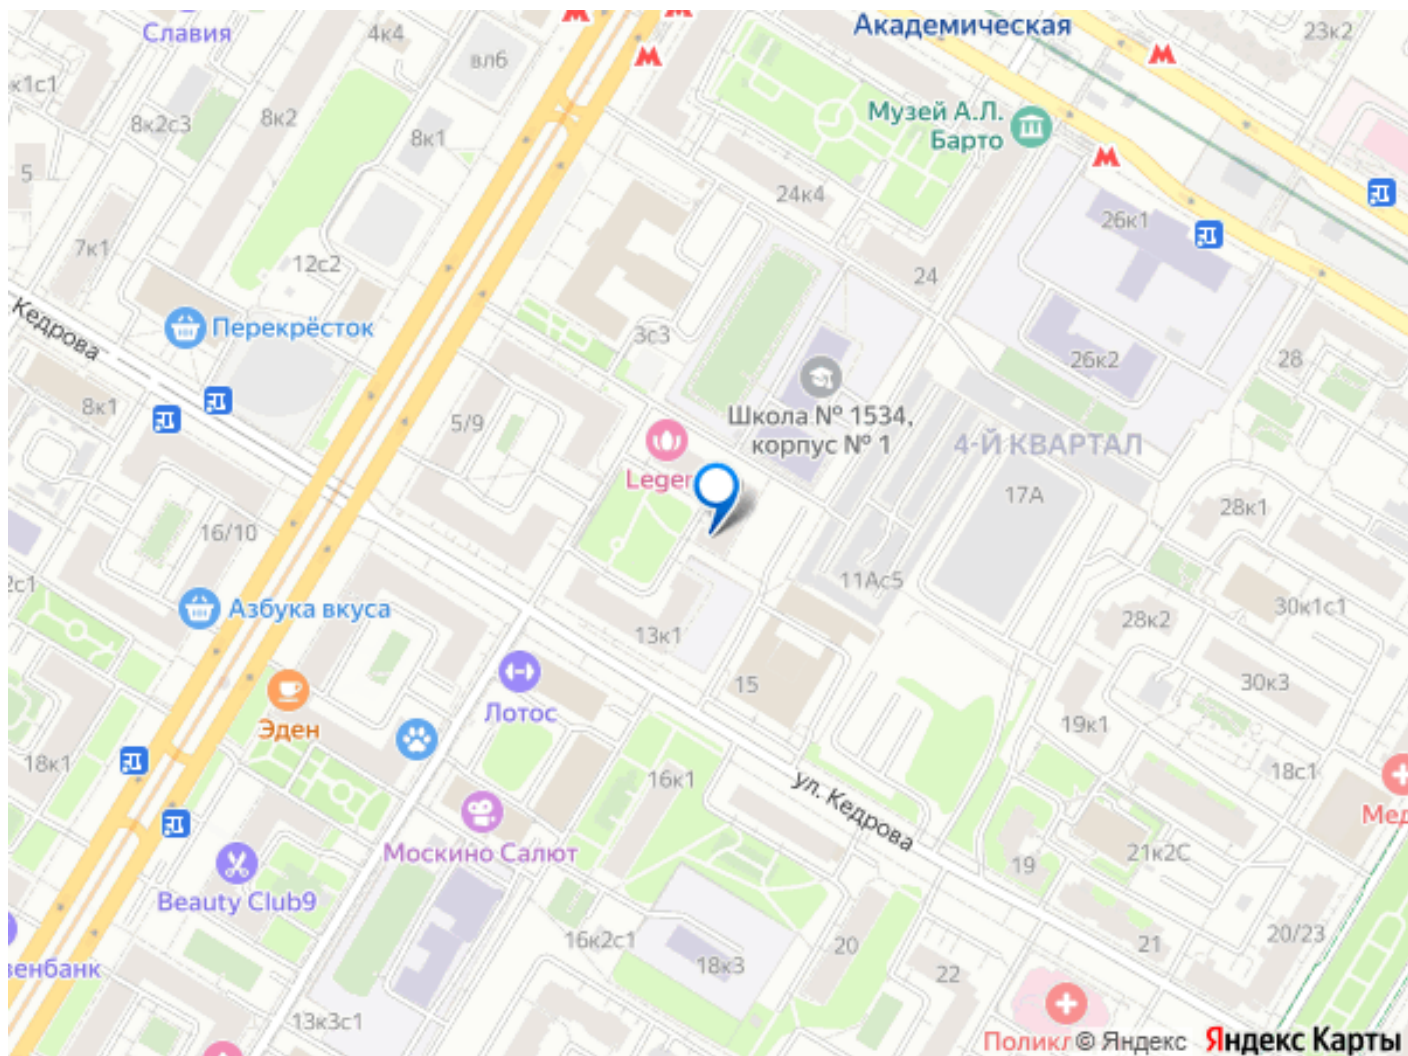 Славия
4к4
вл6
Академическая
23к2
к1с1
8к2с3
8к2
8к1
Музей А.Л.
Барто
5
24к4
26к1
7к1
12с2
24
Кедрова
Перекрёсток
3с3
26к2
28
8к1
5/9
Школа № 1534,
корпус № 1
4-Й КВАРТАЛ
Leger
17А
28к1
16/10
2с1
11Ас5
Азбука вкуса
13к1
28к2
30к1с1
15
30к3
Лотос
Эден
19к1
18к1
16к1
18с1
ул. Кедрова
Мед
Москино Салют
19
21к2С
Beauty Club9
16к2с1
20
21
20/23
венбанк
18к3
22
13к3с1
Поликл
© Яндекс
Яндекс Карты